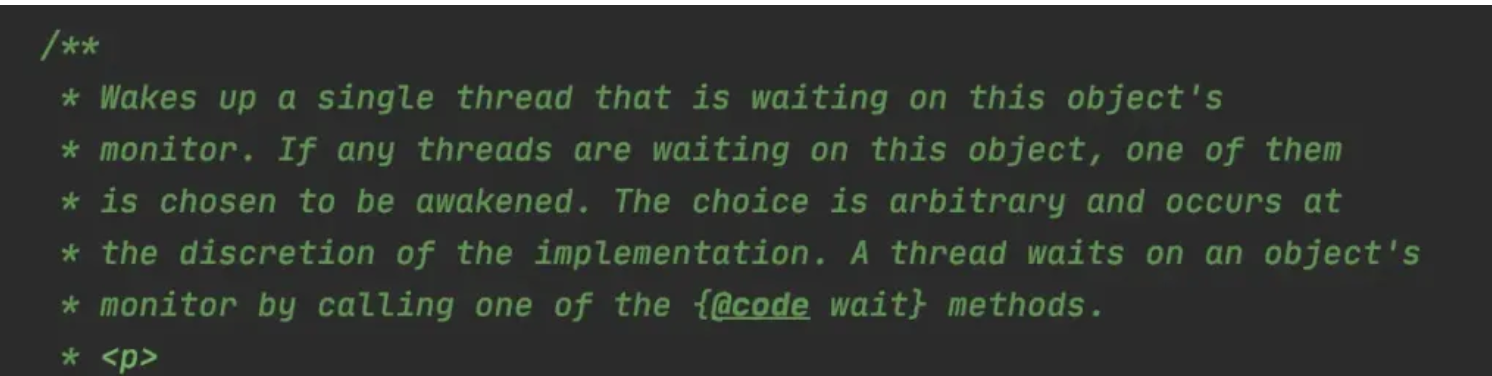 /**
* Wakes up a single thread that is waiting on this object's
* monitor. If any threads are waiting on this object, one of them
* is chosen to be awakened. The choice is arbitrary and occurs at
* the discretion of the implementation. A thread waits on an object's
* monitor by calling one of the {@code wait} methods.
* <p>